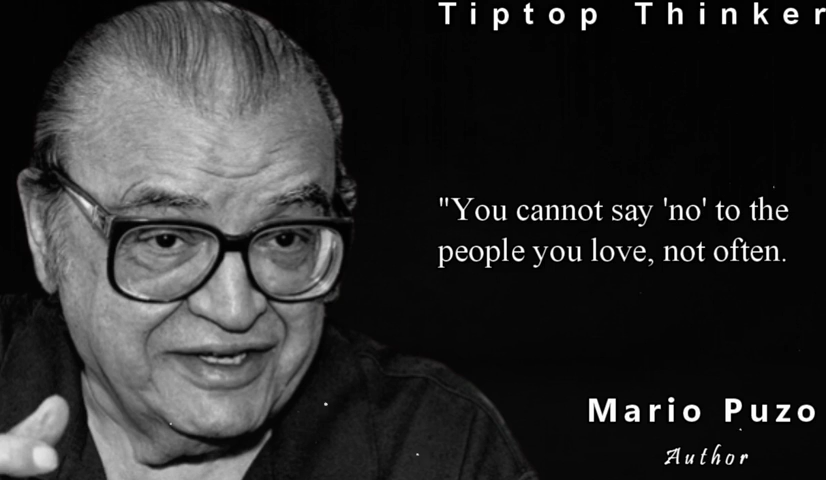 Tiptop Thinker
"You cannot say 'no' to the
people you love, not often.
Mario Puzo
Author